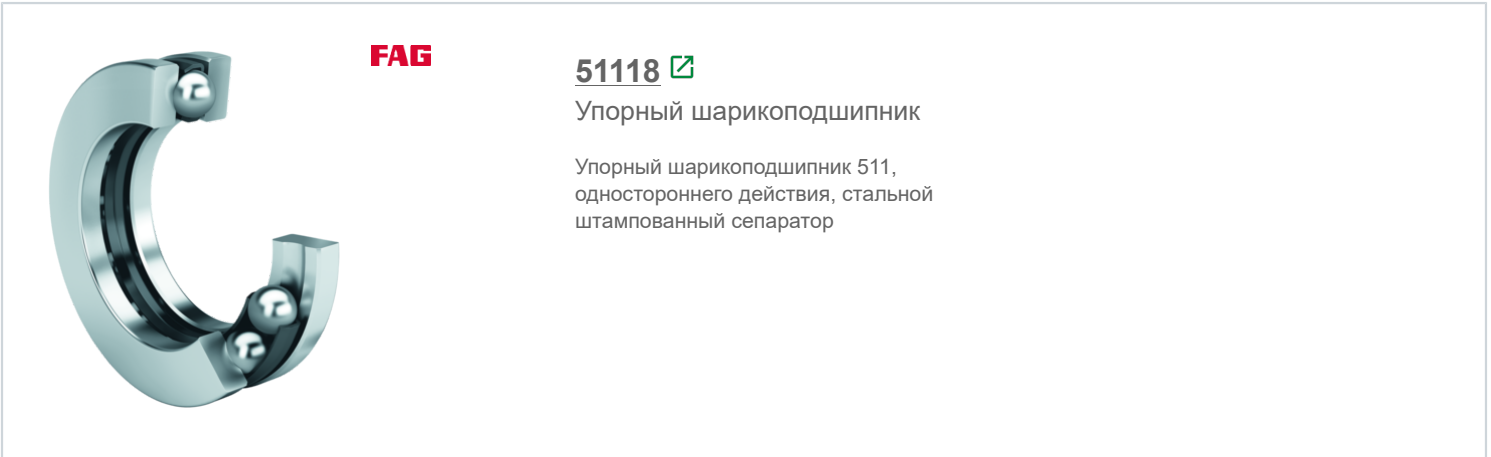 FAG
51118
Упорный шарикоподшипник
Упорный шарикоподшипник 511,
одностороннего действия, стальной
штампованный сепаратор